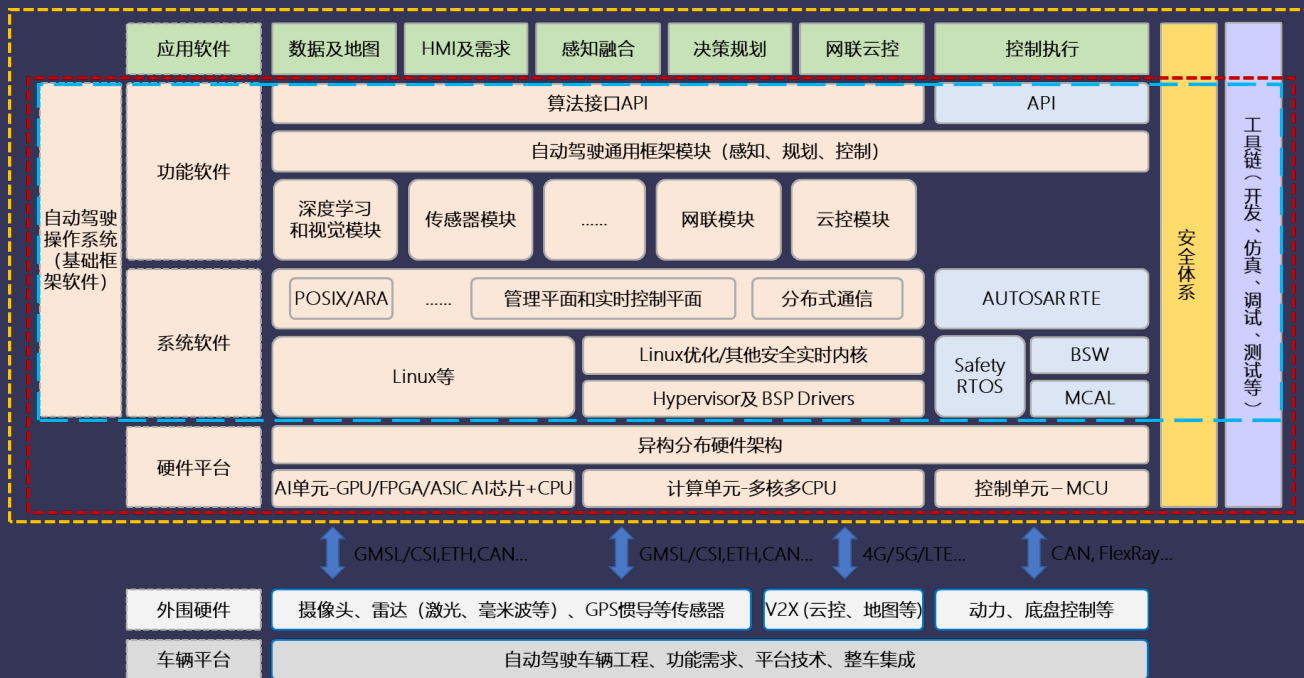 应用软件
数据及地图
HMI及需求
感知融合
决策规划
网联云控
控制执行
自动驾驶
操作系统
（基础框
架软件）
功能软件
算法接口API
API
自动驾驶通用框架模块（感知、规划、控制）
深度学习
和视觉模块
传感器模块
......
网联模块
云控模块
系统软件
POSIX/ARA
......
管理平面和实时控制平面
分布式通信
AUTOSAR RTE
Linux等
Linux优化/其他安全实时内核
Hypervisor及 BSP Drivers
Safety
RTOS
BSW
MCAL
安全体系
工具链（开发、仿真、调试、测试等）
硬件平台
异构分布硬件架构
AI单元-GPU/FPGA/ASIC AI芯片+CPU
计算单元-多核多CPU
控制单元－MCU
GMSL/CSI,ETH,CAN...
GMSL/CSI,ETH,CAN...
4G/5G/LTE...
CAN, FlexRay...
外围硬件
摄像头、雷达（激光、毫米波等）、GPS惯导等传感器
V2X (云控、地图等)
动力、底盘控制等
车辆平台
自动驾驶车辆工程、功能需求、平台技术、整车集成